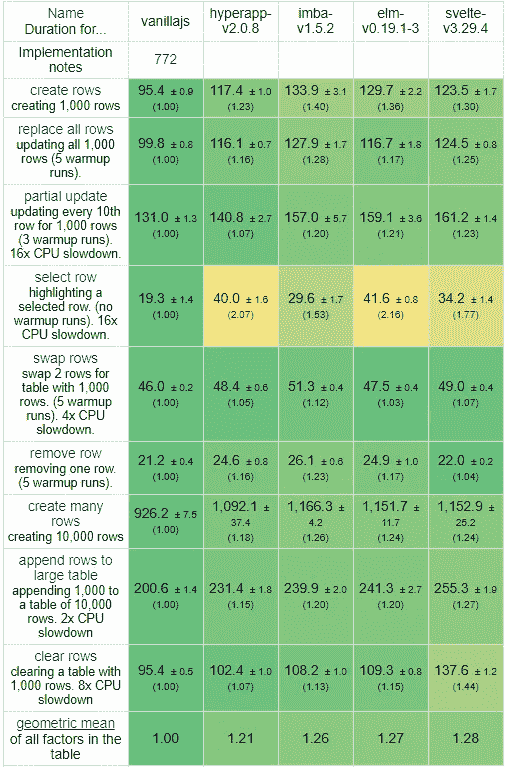 Name
Duration for...
vanillajs
hyperapp-
v2.0.8
imba-
v1.5.2
elm-
v0.19.1-3
svelte-
v3.29.4
Implementation
notes
772
create rows
creating 1,000 rows
95.4 ± 0.9
(1.00)
117.4 ± 1.0
(1.23)
133.9 ± 3.1
(1.40)
129.7 ± 2.2
(1.36)
123.5 ± 1.7
(1.30)
replace all rows
updating all 1,000
rows (5 warmup
runs).
99.8 ± 0.8
(1.00)
116.1 ± 0.7
(1.16)
127.9 ± 1.7
(1.28)
116.7 ± 1.8
(1.17)
124.5 ± 0.8
(1.25)
partial update
updating every 10th
row for 1,000 rows
(3 warmup runs).
16x CPU slowdown.
131.0 ± 1.3
(1.00)
140.8 ± 2.7
(1.07)
157.0 ± 5.7
(1.20)
159.1 ± 3.6
(1.21)
161.2 ± 1.4
(1.23)
select row
highlighting a
selected row. (no
warmup runs). 16x
CPU slowdown.
19.3 ± 1.4
(1.00)
40.0 ± 1.6
(2.07)
29.6 ± 1.7
(1.53)
41.6 ± 0.8
(2.16)
34.2 ± 1.4
(1.77)
swap rows
swap 2 rows for
table with 1,000
rows. (5 warmup
runs). 4x CPU
slowdown.
46.0 ± 0.2
(1.00)
48.4 ± 0.6
(1.05)
51.3 ± 0.4
(1.12)
47.5 ± 0.4
(1.03)
49.0 ± 0.4
(1.07)
remove row
removing one row.
(5 warmup runs).
21.2 ± 0.4
(1.00)
24.6 ± 0.8
(1.16)
26.1 ± 0.6
(1.23)
24.9 ± 1.0
(1.17)
22.0 ± 0.2
(1.04)
create many
rows
creating 10,000 rows
926.2 ± 7.5
(1.00)
1,092.1 ±
37.4
(1.18)
1,166.3 ±
4.2
(1.26)
1,151.7 ±
11.7
(1.24)
1,152.9 ±
25.2
(1.24)
append rows to
large table
appending 1,000 to
a table of 10,000
rows. 2x CPU
slowdown
200.6 ± 1.4
(1.00)
231.4 ± 1.8
(1.15)
239.9 ± 2.0
(1.20)
241.3 ± 2.7
(1.20)
255.3 ± 1.9
(1.27)
clear rows
clearing a table with
1,000 rows. 8x CPU
slowdown
95.4 ± 0.5
(1.00)
102.4 ± 1.0
(1.07)
108.2 ± 1.0
(1.13)
109.3 ± 0.8
(1.15)
137.6 ± 1.2
(1.44)
geometric mean
of all factors in the
table
1.00
1.21
1.26
1.27
1.28